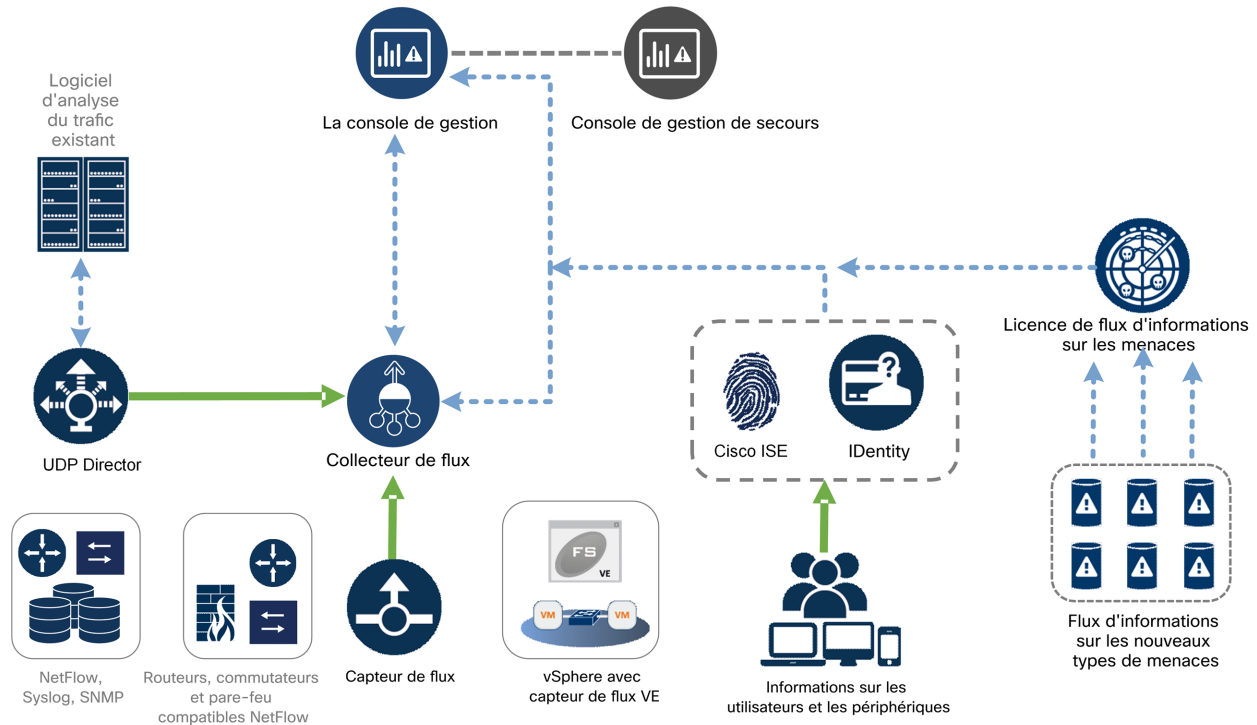 Logiciel
d'analyse
du trafic
existant
La console de gestion
Console de gestion de secours
Licence de flux d'informations
sur les menaces
UDP Director
Collecteur de flux
Cisco ISE
IDentity
FS
VE
VM
VM
NetFlow,
Syslog, SNMP
Routeurs, commutateurs
et pare-feu
compatibles NetFlow
Capteur de flux
vSphere avec
capteur de flux VE
Informations sur les
utilisateurs et les périphériques
Flux d'informations
sur les nouveaux
types de menaces